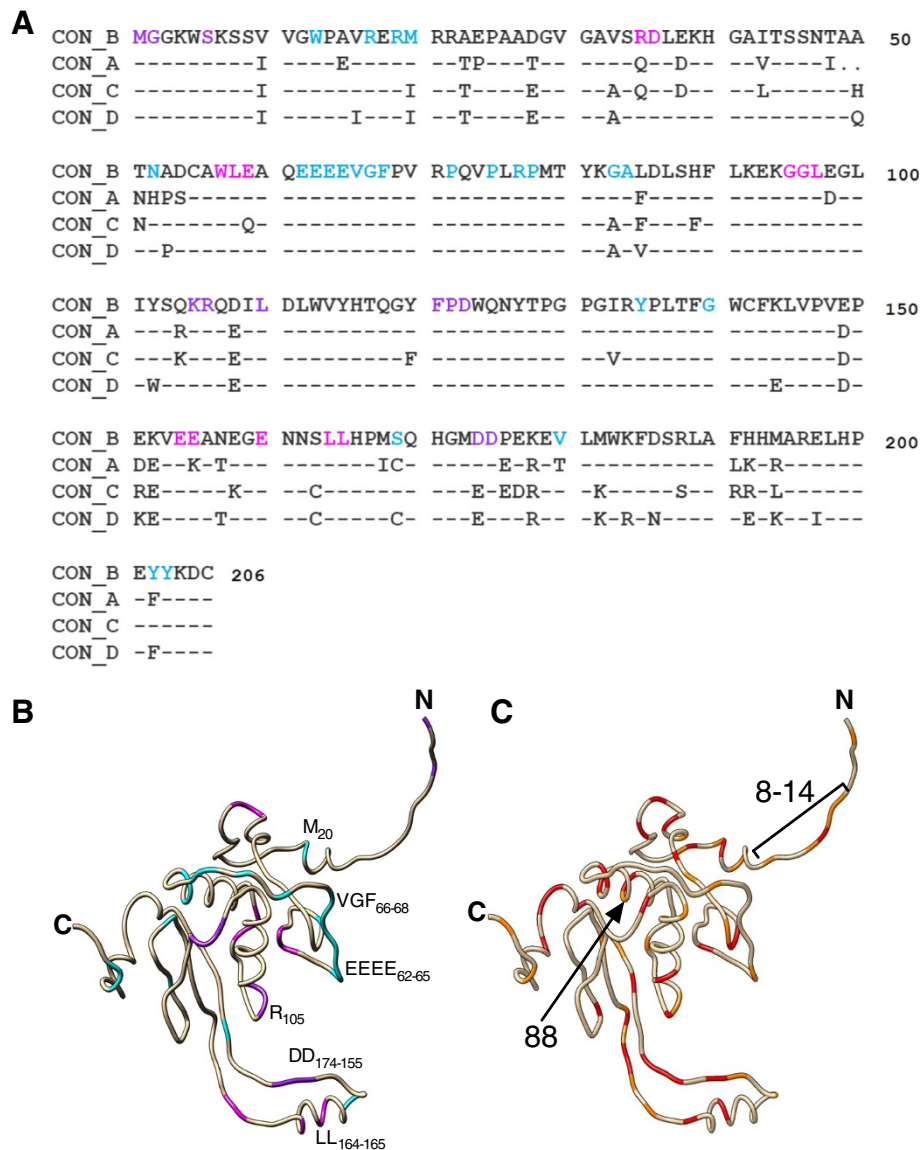 A
CON_B MGGKWSKSSV VGWPAVRERM RRAEPAADGV GAVSRDLEKH GAITSSNTAA 50
CON_A ---------I ----E----- --TP---T-- ----Q--D-- --V----I..
CON_C ---------I ---------I --T----E-- --A-Q--D-- --L------H
CON_D ---------I -----I---I --T----E-- --A------- ---------Q
CON_B TNADCAWLEA QEEEEVGFPV RPQVPLRPMT YKGALDLSHF LKEKGGLEGL 100
CON_A NHPS------ ---------- ---------- ----F----- -------D--
CON_C N-------Q- ---------- ---------- --A-F---F- ----------
CON_D --P------- ---------- ---------- --A-V----- ----------
CON_B IYSQKRQDIL DLWVYHTQGY FPDWQNYTPG PGIRYPLTFG WCFKLVPVEP 150
CON_A ---R---E-- ---------- ---------- ---------- --------D-
CON_C ---K---E-- ---------F ---------- --V------- --------D-
CON_D -W-----E-- ---------- ---------- ---------- ---E----D-
CON_B EKVEEANEGE NNSLLHPMSQ HGMDDPEKEV LMWKFDSRLA FHHMARELHP 200
CON_A DE--K-T--- -------IC- -----E-R-T ---------- LK-R------
CON_C RE-----K-- --C------- ---E-EDR-- -K-----S-- RR-L------
CON_D KE----T--- --C-----C- ---E---R-- -K-R-N---- -E-K--I---
CON_B EYYKDC 206
CON_A -F----
CON_C ------
CON_D -F----
B
N
M20
VGF66-68
C
EEEE62-65
R105
DD174-155
LL164-165
C
N
8-14
C
88